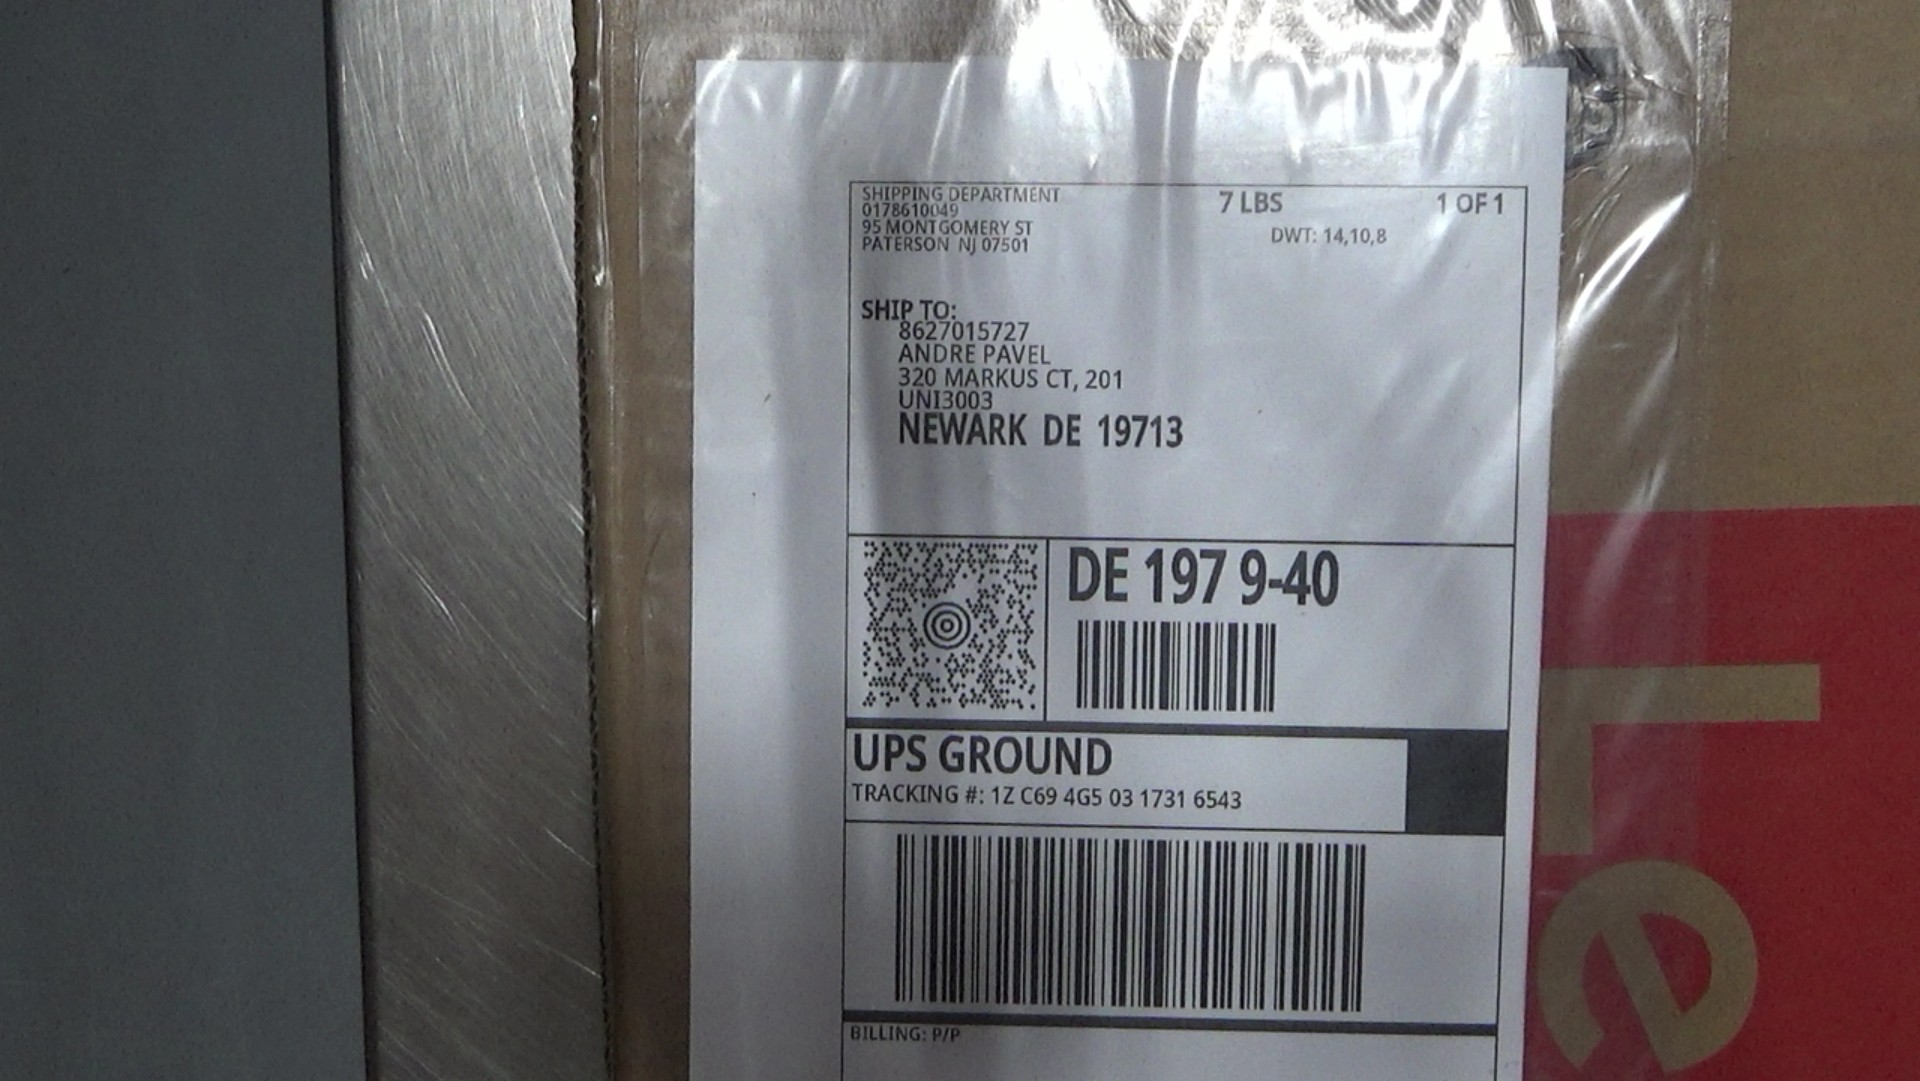 SHIPPING DEPARTMENT
0178610049
95 MONTGOMERY ST
PATERSON NJ 07501
7 LBS
1 OF 1
DWT: 14,10,8
SHIP TO:
8627015727
ANDRE PAVEL
320 MARKUS CT, 201
UNI3003
NEWARK DE 19713
DE 197 9-40
UPS GROUND
TRACKING #: 1Z C69 4G5 03 1731 6543
BILLING: P/P